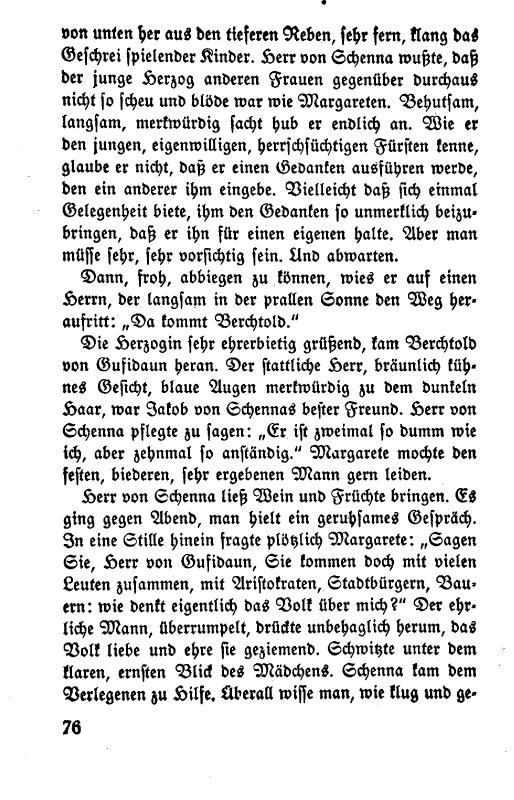 von unten her aus den tieferen Reben, sehr fern, klang das
Geschrei spielender Kinder. Herr von Schenna wußte, daß
der junge Herzog anderen Frauen gegenüber durchaus
nicht so scheu und blöde war wie Margareten. Behutsam,
langsam, merkwürdig sacht hub er endlich an. Wie er
den jungen, eigenwilligen, herrschsüchtigen Fürsten kenne,
glaube er nicht, daß er einen Gedanken ausführen werde,
den ein anderer ihm eingebe. Vielleicht daß sich einmal
Gelegenheit biete, ihm den Gedanken so unmerklich beizu-
bringen, daß er ihn für einen eigenen halte. Aber man
müsse sehr, sehr vorsichtig sein. Und abwarten.
Dann, froh, abbiegen zu können, wies er auf einen
Herrn, der langsam in der prallen Sonne den Weg her-
aufritt: „Da kommt Berchtold."
Die Herzogin sehr ehrerbietig grüßend, kam Berchtold
von Gufidaun heran. Der stattliche Herr, bräunlich küh-
nes Gesicht, blaue Augen merkwürdig zu dem dunkeln
Haar, war Jakob von Schennas bester Freund. Herr von
Schenna pflegte zu sagen: „Er ist zweimal so dumm wie
ich, aber zehnmal so anständig." Margarete mochte den
festen, biederen, sehr ergebenen Mann gern leiden.
Herr von Schenna ließ Wein und Früchte bringen. Es
ging gegen Abend, man hielt ein geruhsames Gespräch.
In eine Stille hinein fragte plötzlich Margarete: „Sagen
Sie, Herr von Gufidaun, Sie kommen doch mit vielen
Leuten zusammen, mit Aristokraten, Stadtbürgern, Bau-
ern: wie denkt eigentlich das Volk über mich?" Der ehr-
liche Mann, überrumpelt, drückte unbehaglich herum, das
Volk liebe und ehre sie geziemend. Schwitzte unter dem
klaren, ernsten Blick des Mädchens. Schenna kam dem
Verlegenen zu Hilfe. Überall wisse man, wie klug und ge-
76